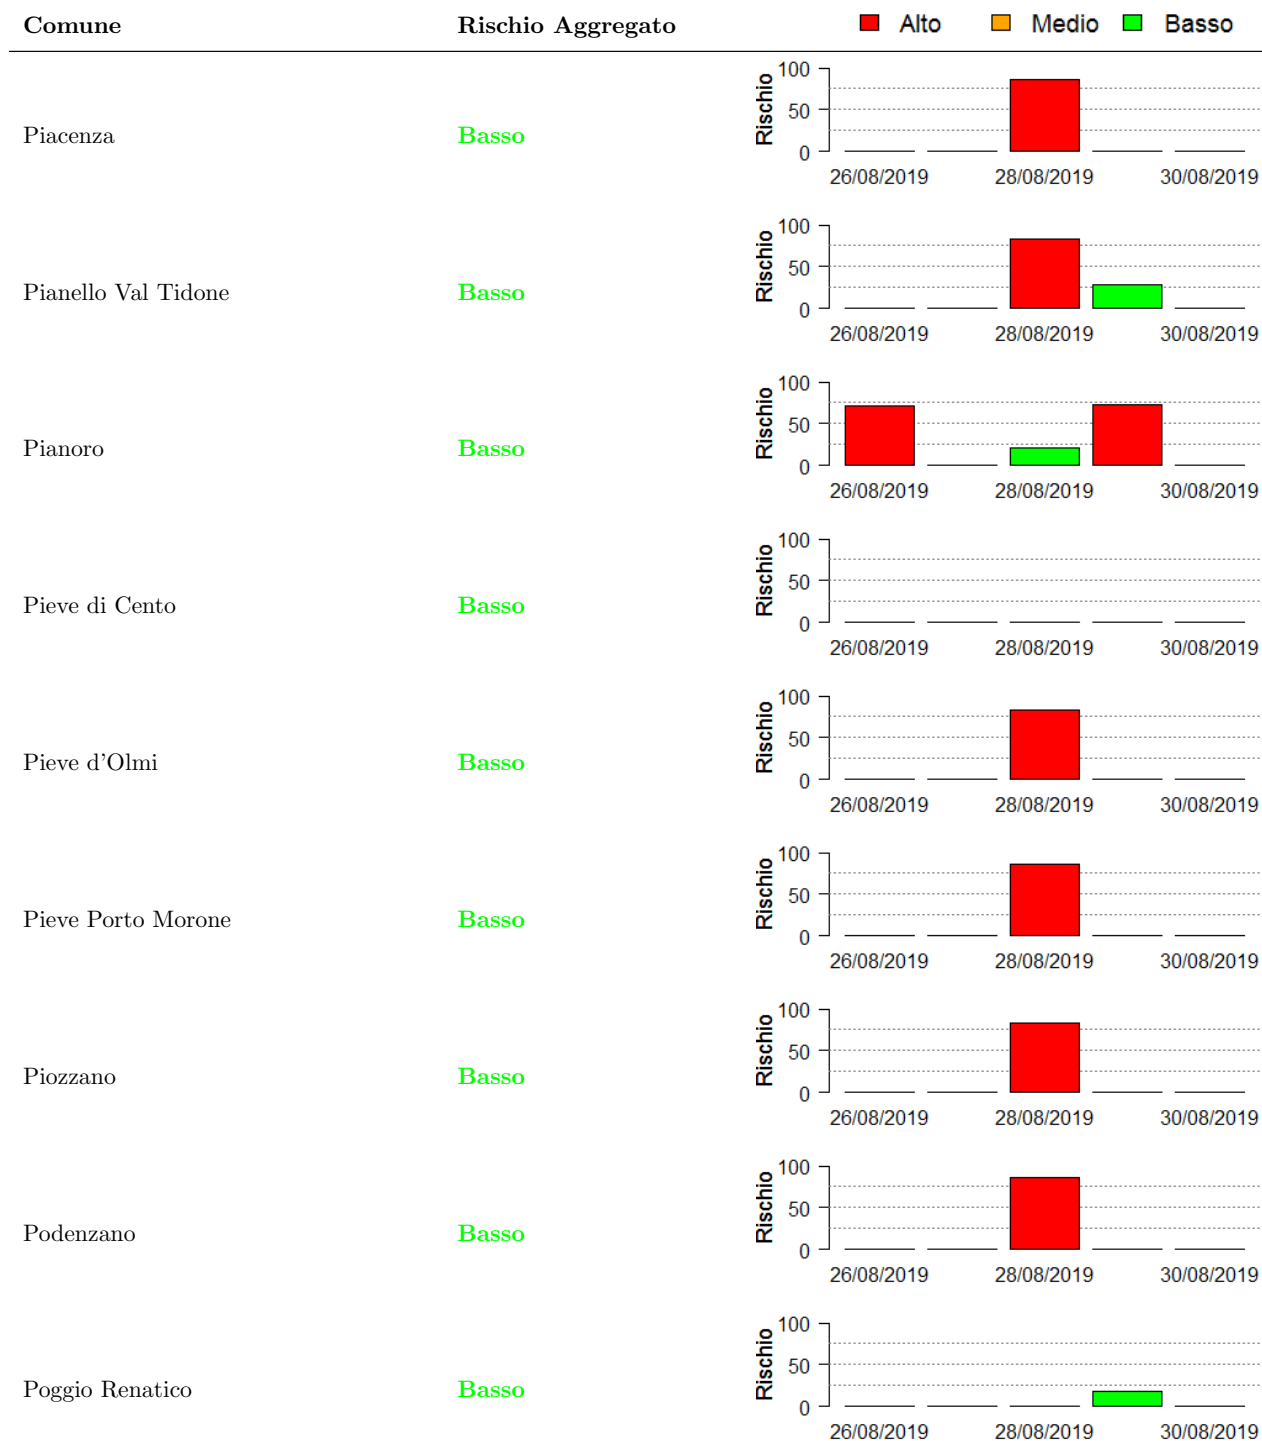 Comune Rischio Aggregato Alto Medio Basso
Piacenza Basso Rischio 100 50 0
26/08/2019 28/08/2019 30/08/2019
Pianello Val Tidone Basso Rischio 100 50 0
26/08/2019 28/08/2019 30/08/2019
Pianoro Basso Rischio 100 50 0
26/08/2019 28/08/2019 30/08/2019
Pieve di Cento Basso Rischio 100 50 0
26/08/2019 28/08/2019 30/08/2019
Pieve d'Olmi Basso Rischio 100 50 0
26/08/2019 28/08/2019 30/08/2019
Pieve Porto Morone Basso Rischio 100 50 0
26/08/2019 28/08/2019 30/08/2019
Piozzano Basso Rischio 100 50 0
26/08/2019 28/08/2019 30/08/2019
Podenzano Basso Rischio 100 50 0
26/08/2019 28/08/2019 30/08/2019
Poggio Renatico Basso Rischio 100 50 0
26/08/2019 28/08/2019 30/08/2019